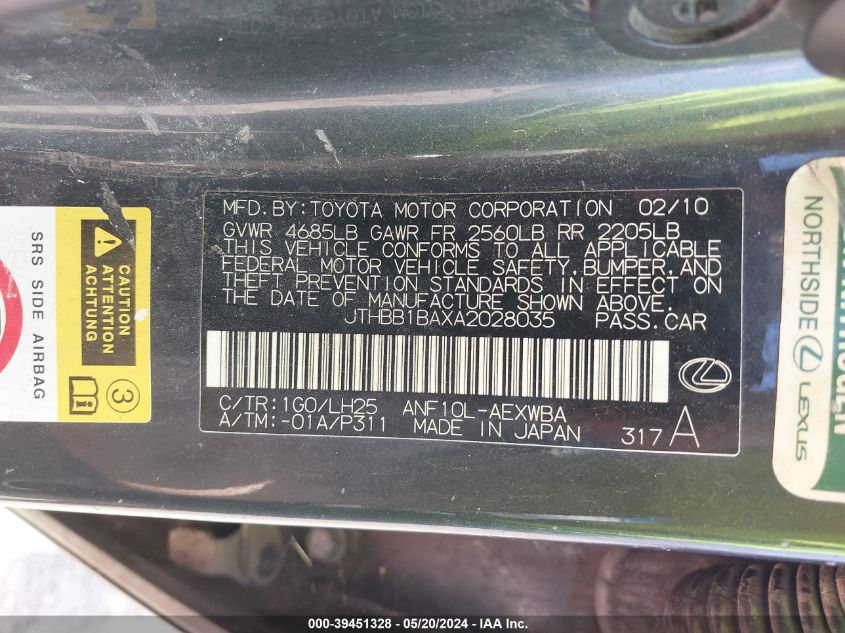 MFD.BY:TOYOTA MOTOR CORPORATION 02/10
GVWR 4685LB GAWR FR 2560LB RR 2205LB
THIS VEHICLE CONFORMS TO ALL APPLICABLE
FEDERAL MOTOR VEHICLE SAFETY,BUMPER,AND
THEFT PREVENTION STANDARDS IN EFFECT ON
THE DATE OF MANUFACTURE SHOWN ABOVE.
JTHBB1BAXA2028035 PASS.CAR
C/TR:1G0/LH25 ANF10L-AEXWBA
A/TM:-01A/P311 MADE IN JAPAN 317A
SRS SIDE AIRBAG
CAUTION
ATTENTION
ACHTUNG
3
NORTHSIDE LEXUS
000-39451328 - 05/20/2024 - IAA Inc.